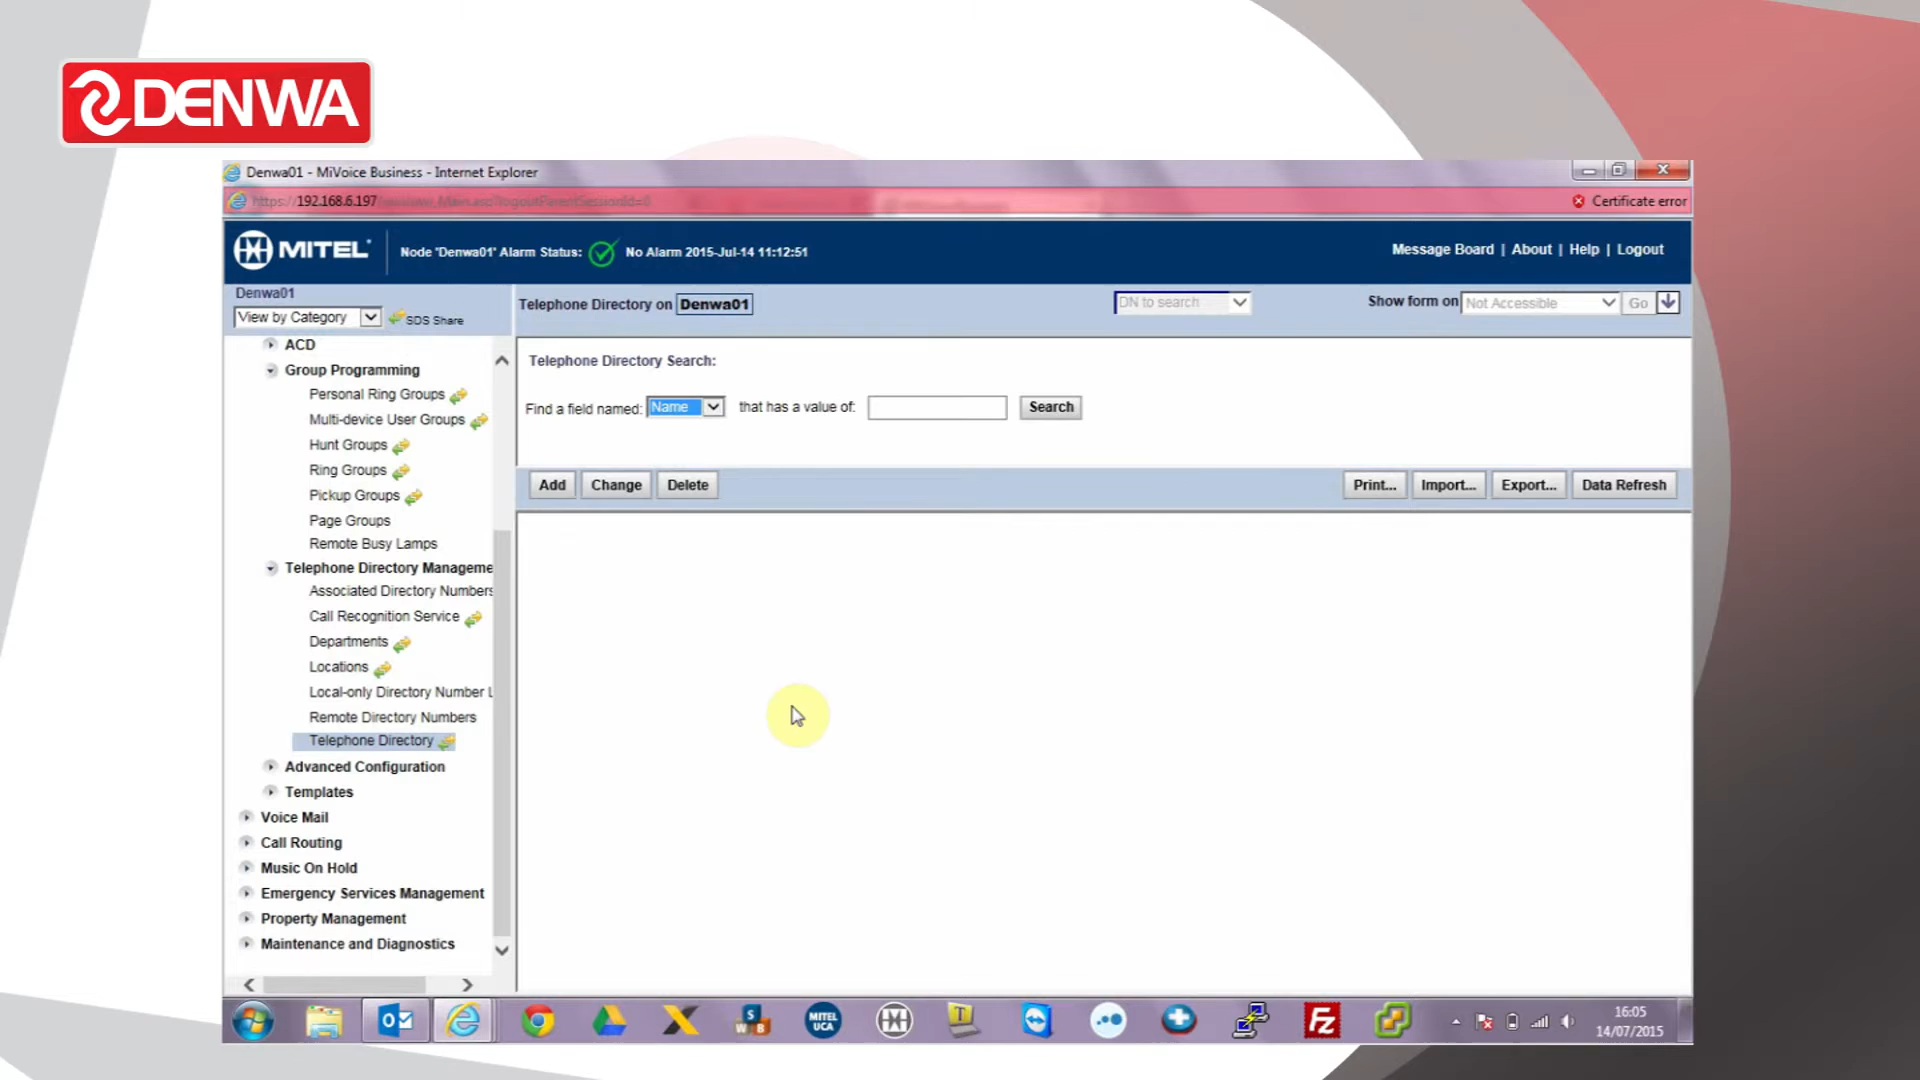 DENWA
Denwa01 - MiVoice Business - Internet Explorer
https://192.168.6.197
Certificate error
MITEL
Node 'Denwa01' Alarm Status: No Alarm 2015-Jul-14 11:12:51
Message Board | About | Help | Logout
Denwa01
View by Category SDS Share
Telephone Directory on Denwa01
DN to search
Show form on Not Accessible Go
ACD
Group Programming
Personal Ring Groups
Multi-device User Groups
Hunt Groups
Ring Groups
Pickup Groups
Page Groups
Remote Busy Lamps
Telephone Directory Manageme
Associated Directory Numbers
Call Recognition Service
Departments
Locations
Local-only Directory Number L
Remote Directory Numbers
Telephone Directory
Advanced Configuration
Templates
Voice Mail
Call Routing
Music On Hold
Emergency Services Management
Property Management
Maintenance and Diagnostics
Telephone Directory Search:
Find a field named: Name that has a value of: Search
Add Change Delete
Print... Import... Export... Data Refresh
MITEL
UCA
16:05
14/07/2015